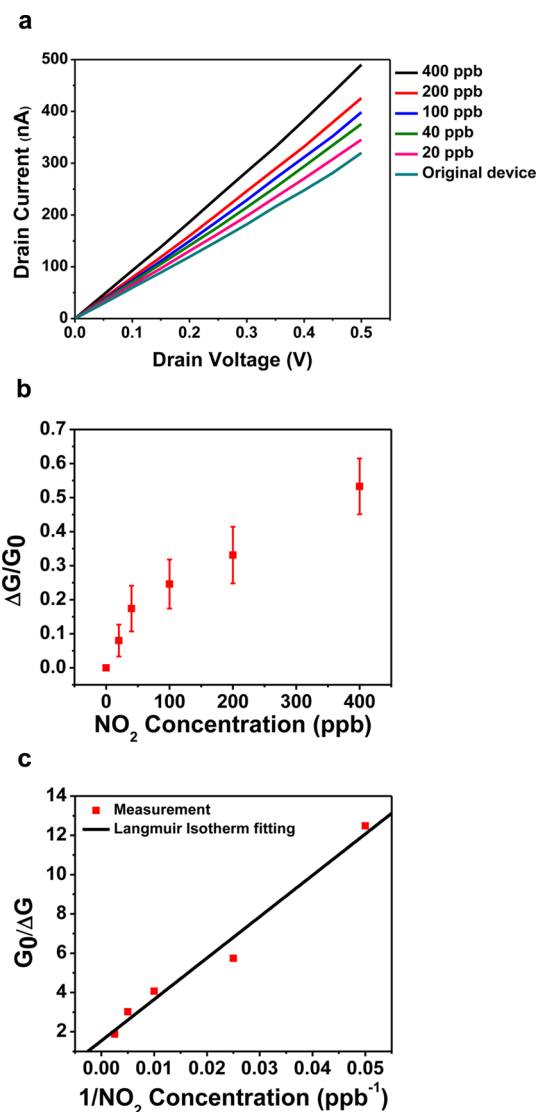 a
500
400
300
200
100
0
Drain Current (nA)
0.0 0.1 0.2 0.3 0.4 0.5
Drain Voltage (V)
400 ppb
200 ppb
100 ppb
40 ppb
20 ppb
Original device
b
0.7
0.6
0.5
0.4
0.3
0.2
0.1
0.0
ΔG/G0
0 100 200 300 400
NO2 Concentration (ppb)
c
14
12
10
8
6
4
2
G0/ΔG
Measurement
Langmuir Isotherm fitting
0.00 0.01 0.02 0.03 0.04 0.05
1/NO2 Concentration (ppb-1)